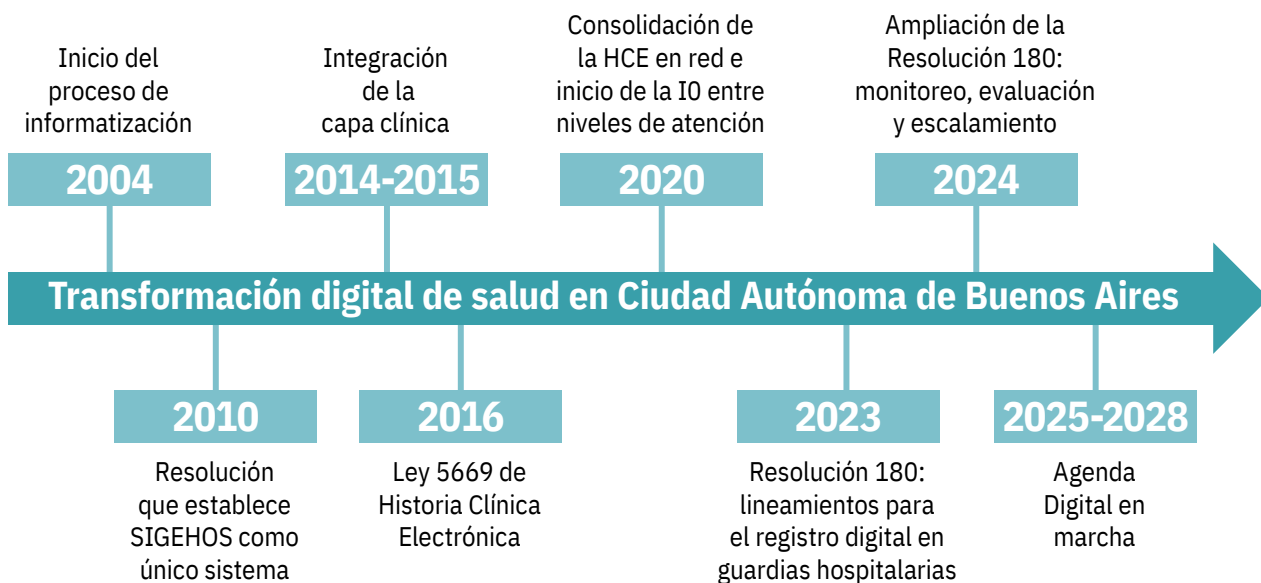 Inicio del
proceso de
informatización
2004
Integración
de la
capa clínica
2014-2015
Consolidación de
la HCE en red e
inicio de la IO entre
niveles de atención
2020
Ampliación de la
Resolución 180:
monitoreo, evaluación
y escalamiento
2024
Transformación digital de salud en Ciudad Autónoma de Buenos Aires
2010
Resolución
que establece
SIGEHOS como
único sistema
2016
Ley 5669 de
Historia Clínica
Electrónica
2023
Resolución 180:
lineamientos para
el registro digital en
guardias hospitalarias
2025-2028
Agenda
Digital en
marcha